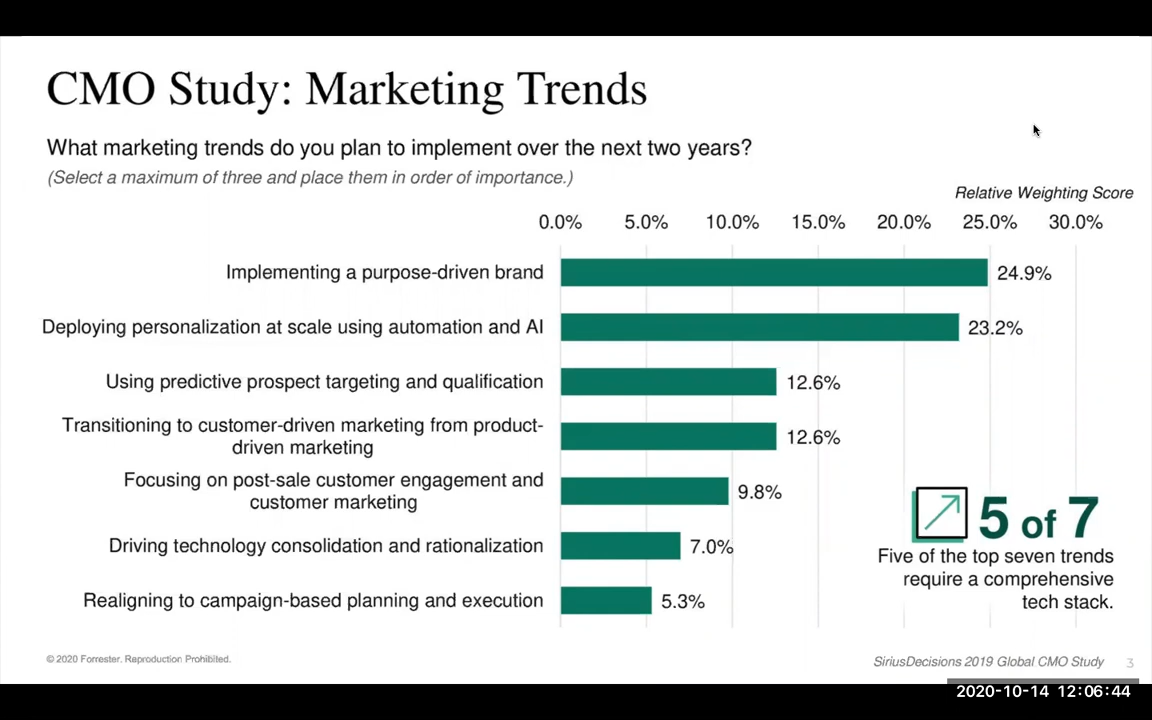 CMO Study: Marketing Trends
What marketing trends do you plan to implement over the next two years?
(Select a maximum of three and place them in order of importance.)
Relative Weighting Score
0.0% 5.0% 10.0% 15.0% 20.0% 25.0% 30.0%
Implementing a purpose-driven brand 24.9%
Deploying personalization at scale using automation and AI 23.2%
Using predictive prospect targeting and qualification 12.6%
Transitioning to customer-driven marketing from product-
driven marketing 12.6%
Focusing on post-sale customer engagement and
customer marketing 9.8%
Driving technology consolidation and rationalization 7.0%
Realigning to campaign-based planning and execution 5.3%
5 of 7
Five of the top seven trends
require a comprehensive
tech stack.
© 2020 Forrester. Reproduction Prohibited.
SiriusDecisions 2019 Global CMO Study 3
2020-10-14 12:06:44